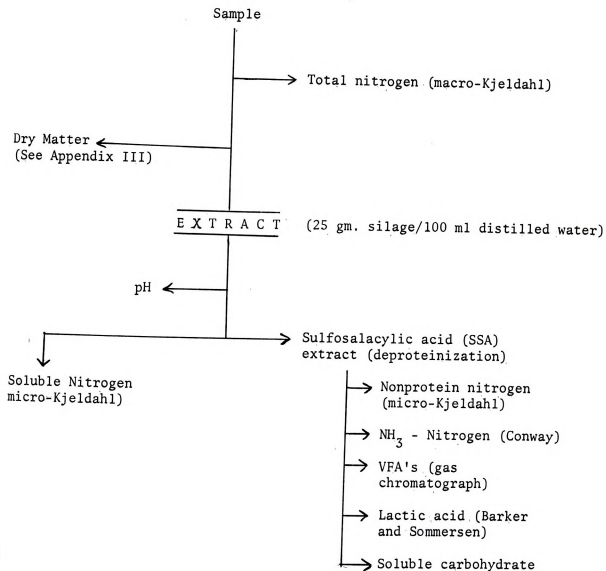 Sample
Total nitrogen (macro-Kjeldahl)
Dry Matter
(See Appendix III)
E X T R A C T (25 gm. silage/100 ml distilled water)
pH
Sulfosalacylic acid (SSA)
extract (deproteinization)
Soluble Nitrogen
micro-Kjeldahl)
Nonprotein nitrogen
(micro-Kjeldahl)
NH3 - Nitrogen (Conway)
VFA's (gas
chromatograph)
Lactic acid (Barker
and Sommersen)
Soluble carbohydrate